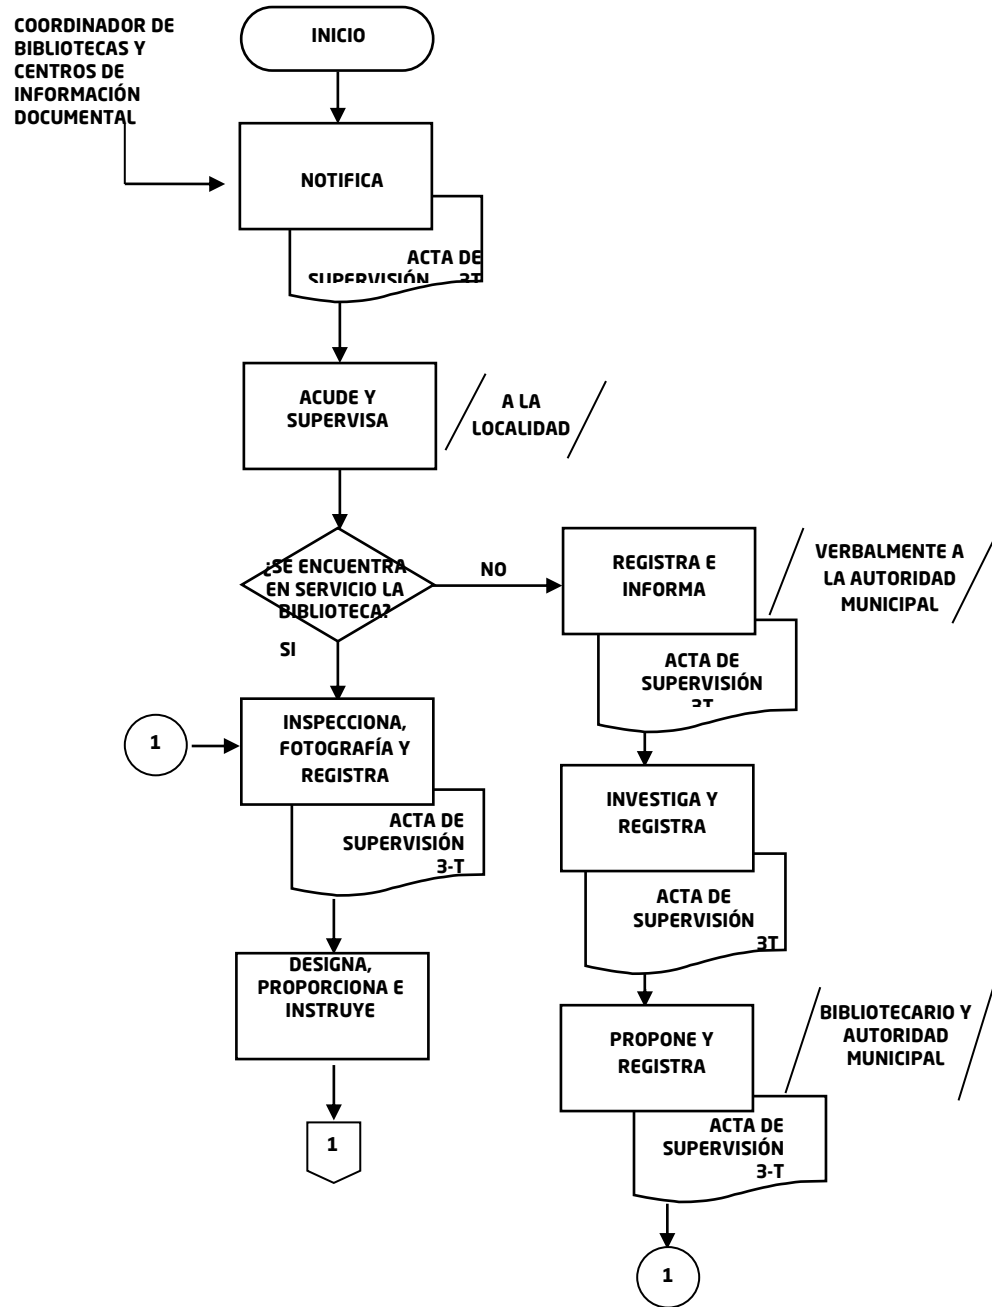 COORDINADOR DE
BIBLIOTECAS Y
CENTROS DE
INFORMACIÓN
DOCUMENTAL
INICIO
NOTIFICA
ACTA DE
SUPERVISIÓN 3T
ACUDE Y
SUPERVISA
A LA
LOCALIDAD
¿SE ENCUENTRA
EN SERVICIO LA
BIBLIOTECA?
NO
SI
REGISTRA E
INFORMA
VERBALMENTE A
LA AUTORIDAD
MUNICIPAL
ACTA DE
SUPERVISIÓN
3T
1
INSPECCIONA,
FOTOGRAFÍA Y
REGISTRA
ACTA DE
SUPERVISIÓN
3-T
INVESTIGA Y
REGISTRA
ACTA DE
SUPERVISIÓN
3T
DESIGNA,
PROPORCIONA E
INSTRUYE
1
PROPONE Y
REGISTRA
BIBLIOTECARIO Y
AUTORIDAD
MUNICIPAL
ACTA DE
SUPERVISIÓN
3-T
1